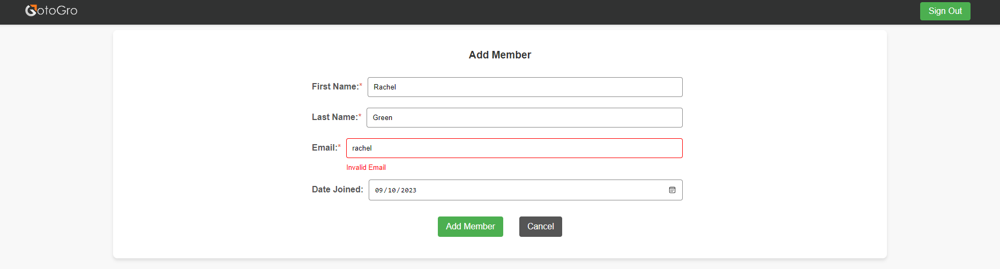 GotoGro
Sign Out
Add Member
First Name:* Rachel
Last Name:* Green
Email:* rachel
Invalid Email
Date Joined: 09/10/2023
Add Member Cancel